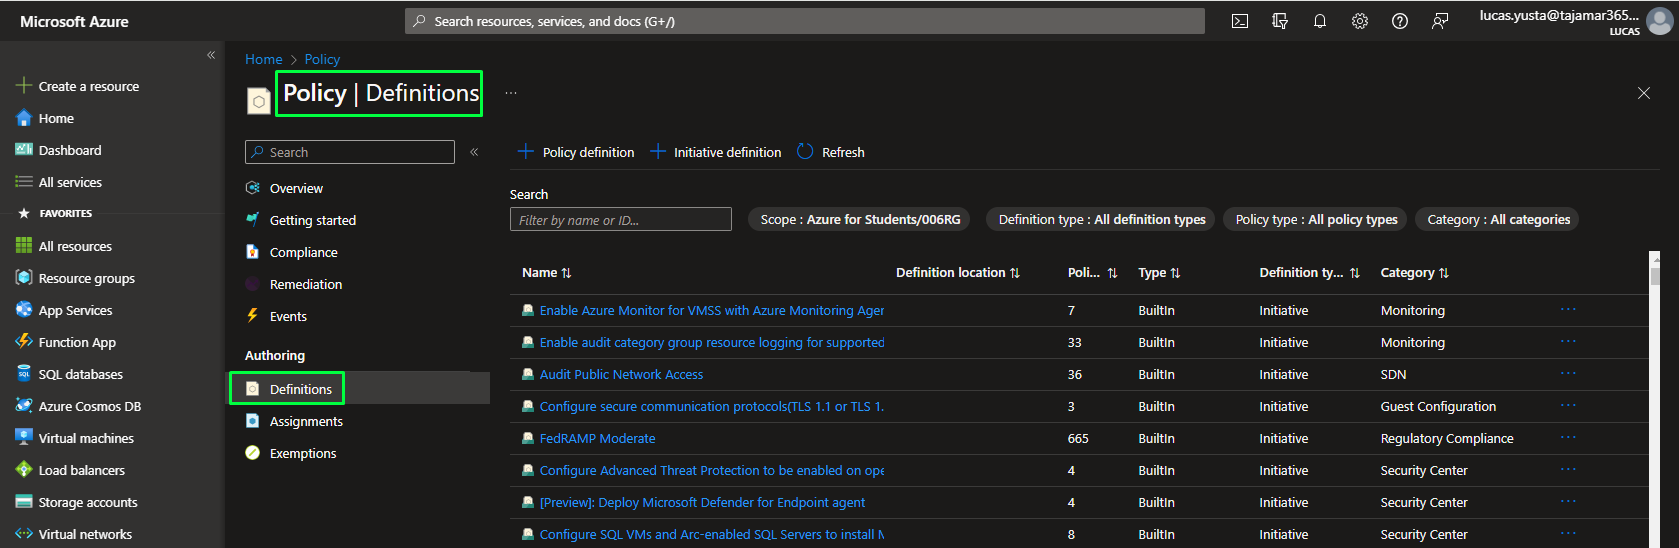 Microsoft Azure
Search resources, services, and docs (G+/)
lucas.yusta@tajamar365...
LUCAS
«
Create a resource
Home
Dashboard
All services
FAVORITES
All resources
Resource groups
App Services
Function App
SQL databases
Azure Cosmos DB
Virtual machines
Load balancers
Storage accounts
Virtual networks
Home > Policy
Policy | Definitions ...
Search «
Overview
Getting started
Compliance
Remediation
Events
Authoring
Definitions
Assignments
Exemptions
+ Policy definition + Initiative definition Refresh
Search
Filter by name or ID...
Scope : Azure for Students/006RG
Definition type : All definition types
Policy type : All policy types
Category : All categories
Name ↑↓ Definition location ↑↓ Poli... ↑↓ Type ↑↓ Definition ty... ↑↓ Category ↑↓
Enable Azure Monitor for VMSS with Azure Monitoring Ager 7 BuiltIn Initiative Monitoring ...
Enable audit category group resource logging for supported 33 BuiltIn Initiative Monitoring ...
Audit Public Network Access 36 BuiltIn Initiative SDN ...
Configure secure communication protocols(TLS 1.1 or TLS 1. 3 BuiltIn Initiative Guest Configuration ...
FedRAMP Moderate 665 BuiltIn Initiative Regulatory Compliance ...
Configure Advanced Threat Protection to be enabled on ope 4 BuiltIn Initiative Security Center ...
[Preview]: Deploy Microsoft Defender for Endpoint agent 4 BuiltIn Initiative Security Center ...
Configure SQL VMs and Arc-enabled SQL Servers to install M 8 BuiltIn Initiative Security Center ...